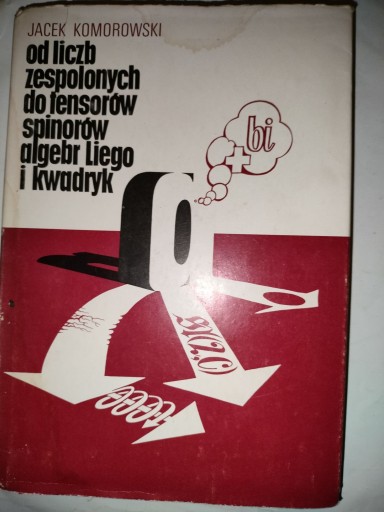 JACEK KOMOROWSKI
od liczb
zespolonych
do tensorów
spinorów
algebr Liego
i kwadryk
+
bi